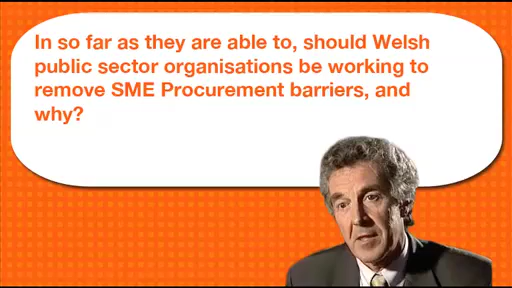 In so far as they are able to, should Welsh
public sector organisations be working to
remove SME Procurement barriers, and
why?